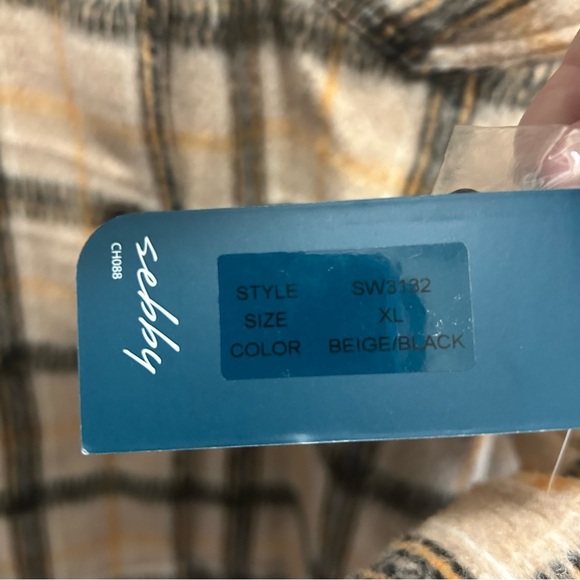 sebby
CH088
STYLE SW3132
SIZE XL
COLOR BEIGE/BLACK